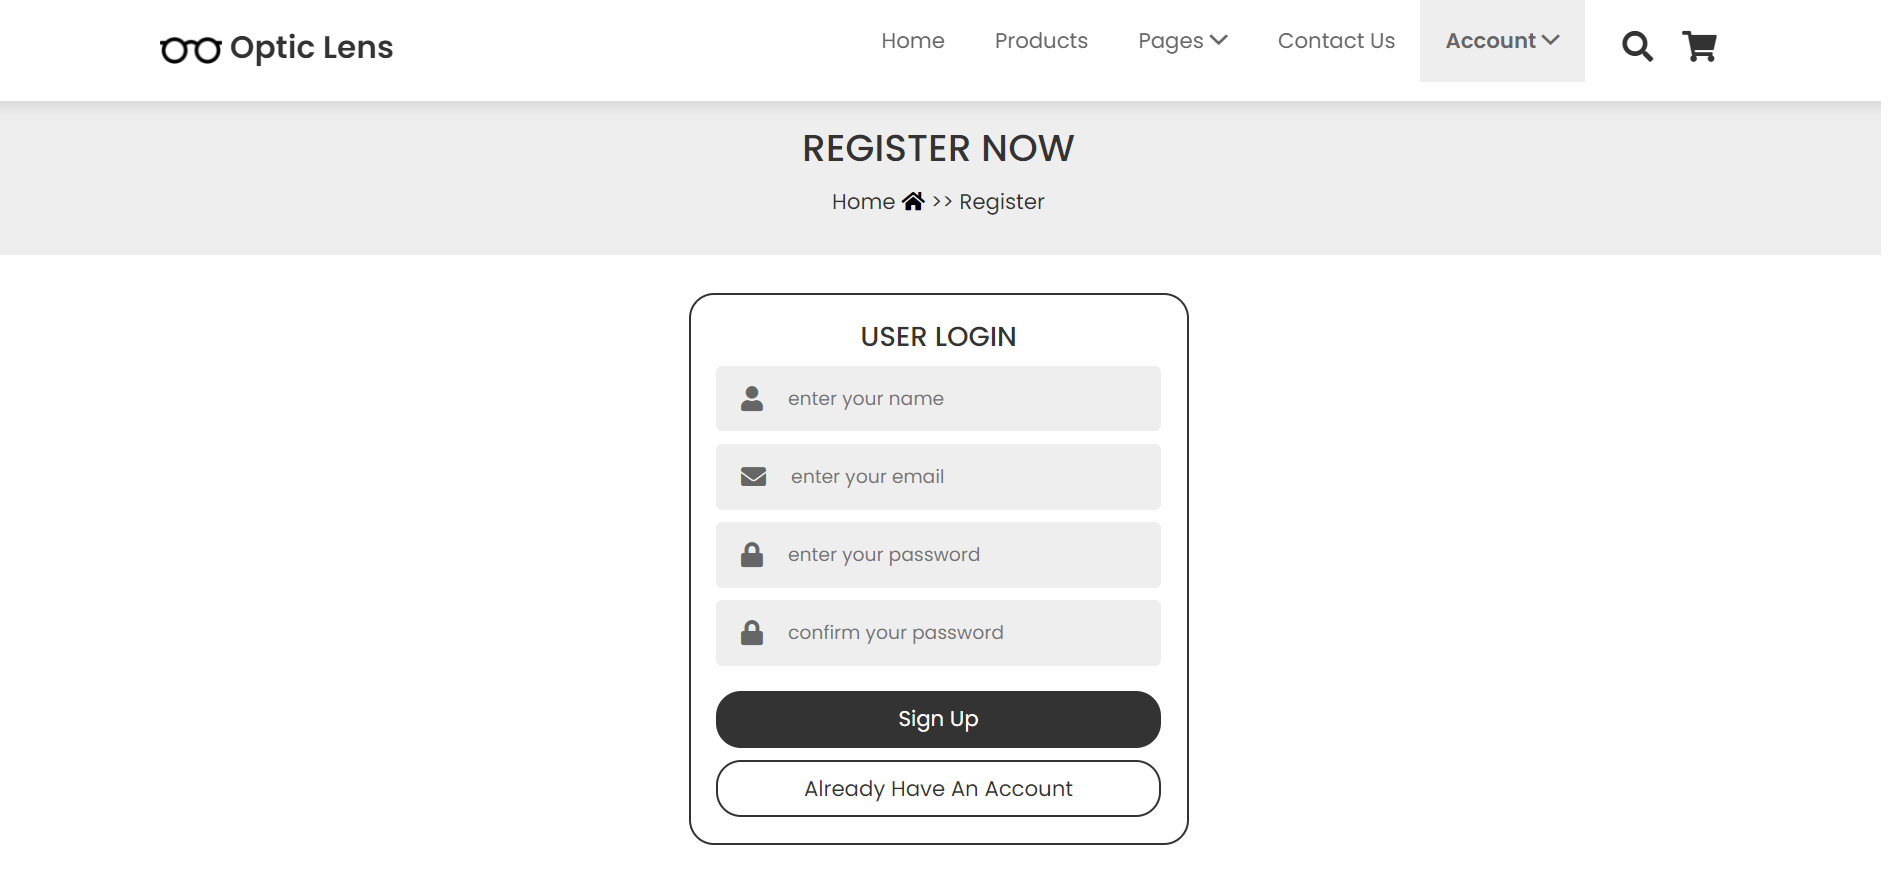 Optic Lens
Home Products Pages Contact Us Account
REGISTER NOW
Home >> Register
USER LOGIN
enter your name
enter your email
enter your password
confirm your password
Sign Up
Already Have An Account